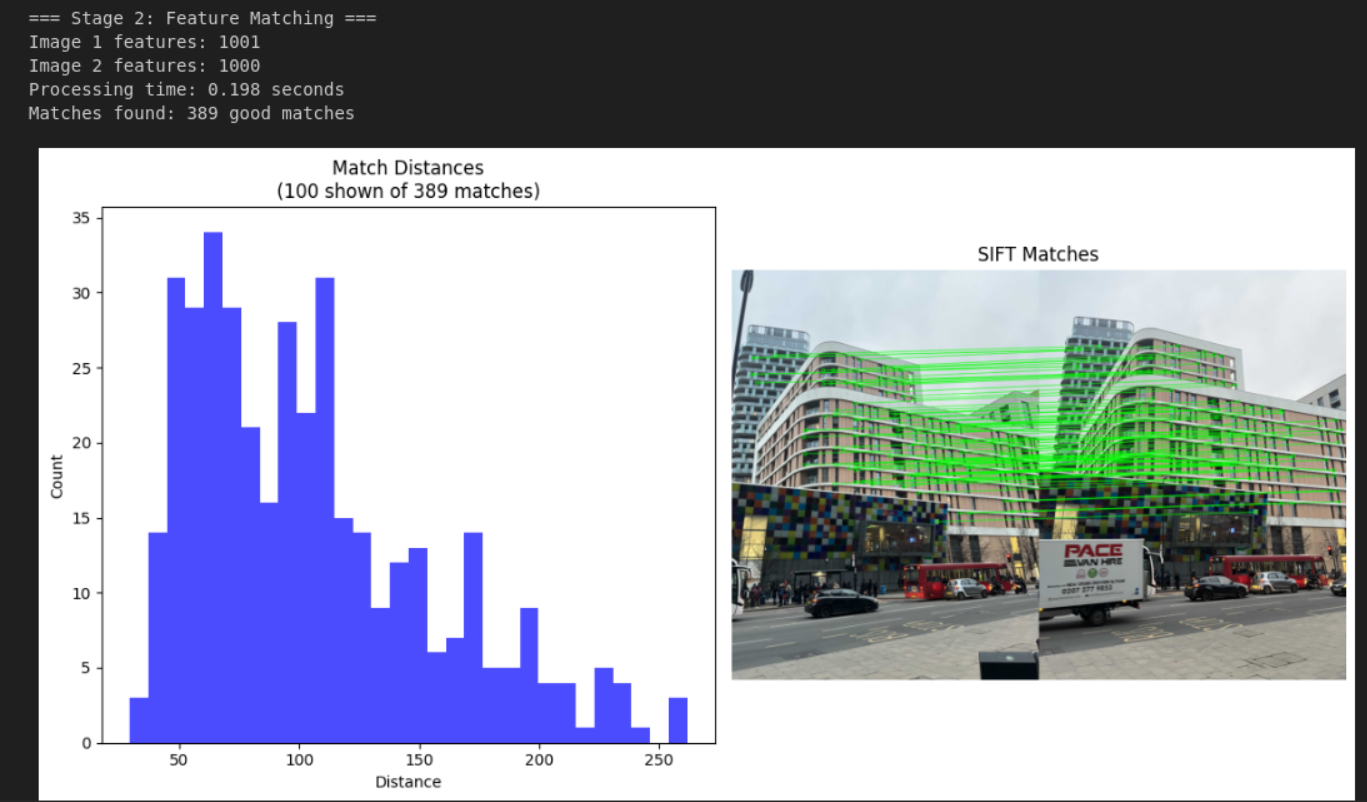 === Stage 2: Feature Matching ===
Image 1 features: 1001
Image 2 features: 1000
Processing time: 0.198 seconds
Matches found: 389 good matches
Match Distances
(100 shown of 389 matches)
35
30
25
20
15
10
5
0
Count
50
100
150
200
250
Distance
SIFT Matches
PACE
VAN HIRE
0207 277 9853